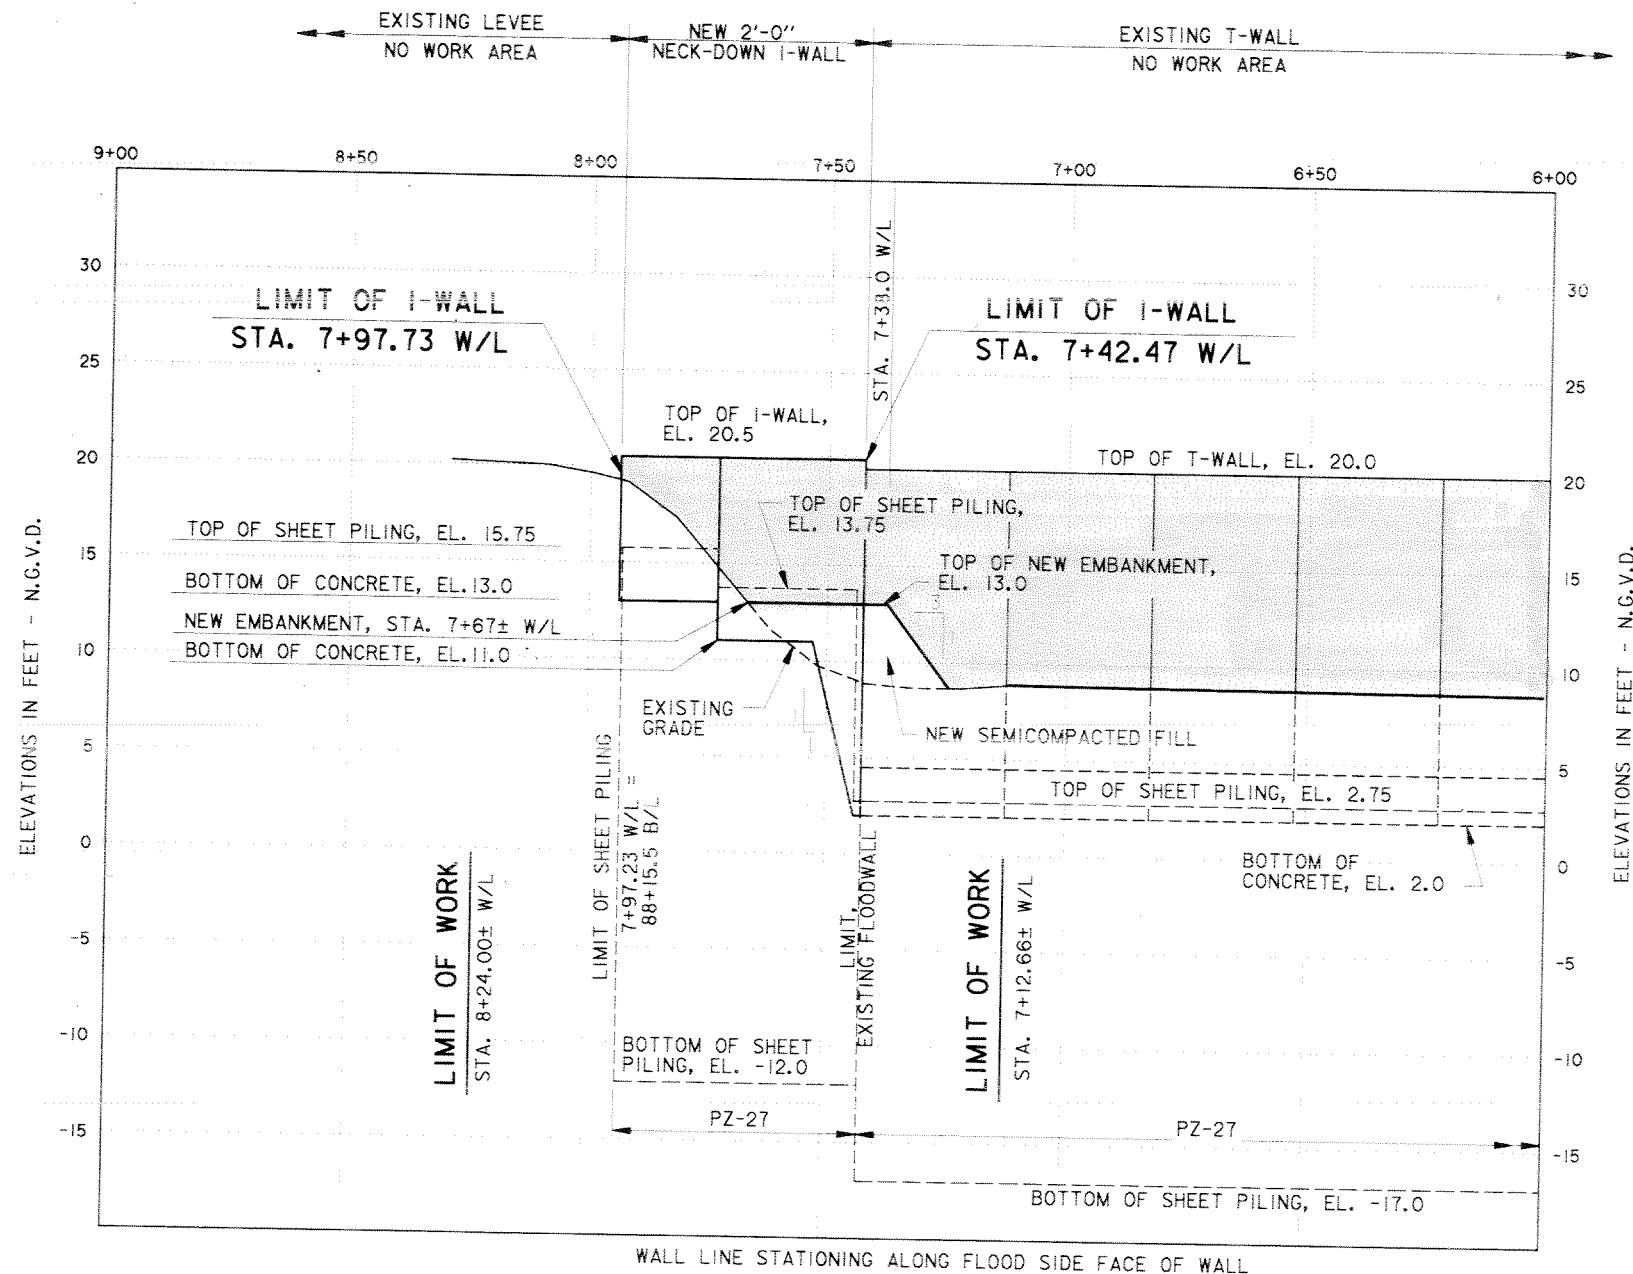 EXISTING LEVEE
NO WORK AREA
NEW 2'-0"
NECK-DOWN I-WALL
EXISTING T-WALL
NO WORK AREA
9+00
8+50
8+00
7+50
7+00
6+50
6+00
30
25
20
15
10
5
0
-5
-10
-15
ELEVATIONS IN FEET - N.G.V.D.
LIMIT OF I-WALL
STA. 7+97.73 W/L
STA. 7+38.0 W/L
LIMIT OF I-WALL
STA. 7+42.47 W/L
TOP OF I-WALL,
EL. 20.5
TOP OF T-WALL, EL. 20.0
TOP OF SHEET PILING,
EL. 13.75
TOP OF SHEET PILING, EL. 15.75
TOP OF NEW EMBANKMENT,
EL. 13.0
BOTTOM OF CONCRETE, EL. 13.0
NEW EMBANKMENT, STA. 7+67± W/L
BOTTOM OF CONCRETE, EL. 11.0
EXISTING
GRADE
NEW SEMICOMPACTED FILL
TOP OF SHEET PILING, EL. 2.75
BOTTOM OF
CONCRETE, EL. 2.0
LIMIT OF SHEET PILING
7+97.23 W/L =
88+15.5 B/L
LIMIT,
EXISTING FLOODWALL
LIMIT OF WORK
STA. 8+24.00± W/L
LIMIT OF WORK
STA. 7+12.66± W/L
BOTTOM OF SHEET
PILING, EL. -12.0
PZ-27
PZ-27
BOTTOM OF SHEET PILING, EL. -17.0
30
25
20
15
10
5
0
-5
-10
-15
ELEVATIONS IN FEET - N.G.V.D.
WALL LINE STATIONING ALONG FLOOD SIDE FACE OF WALL